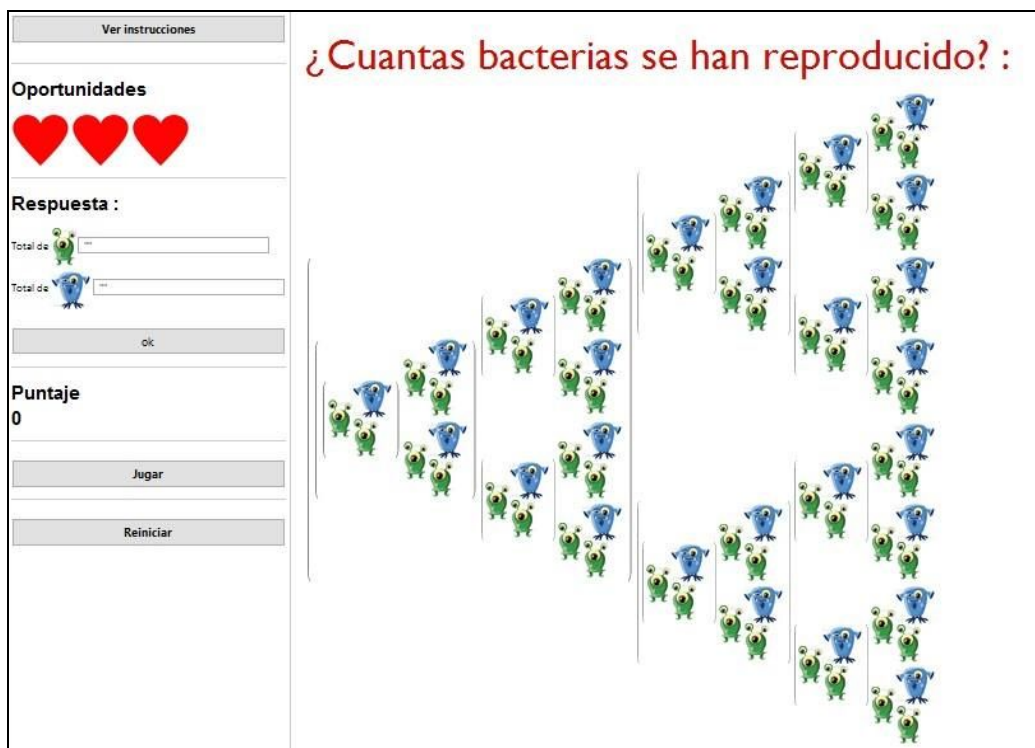 Ver instrucciones
¿Cuantas bacterias se han reproducido? :
Oportunidades
Respuesta :
Total de
Total de
ok
Puntaje
0
Jugar
Reiniciar